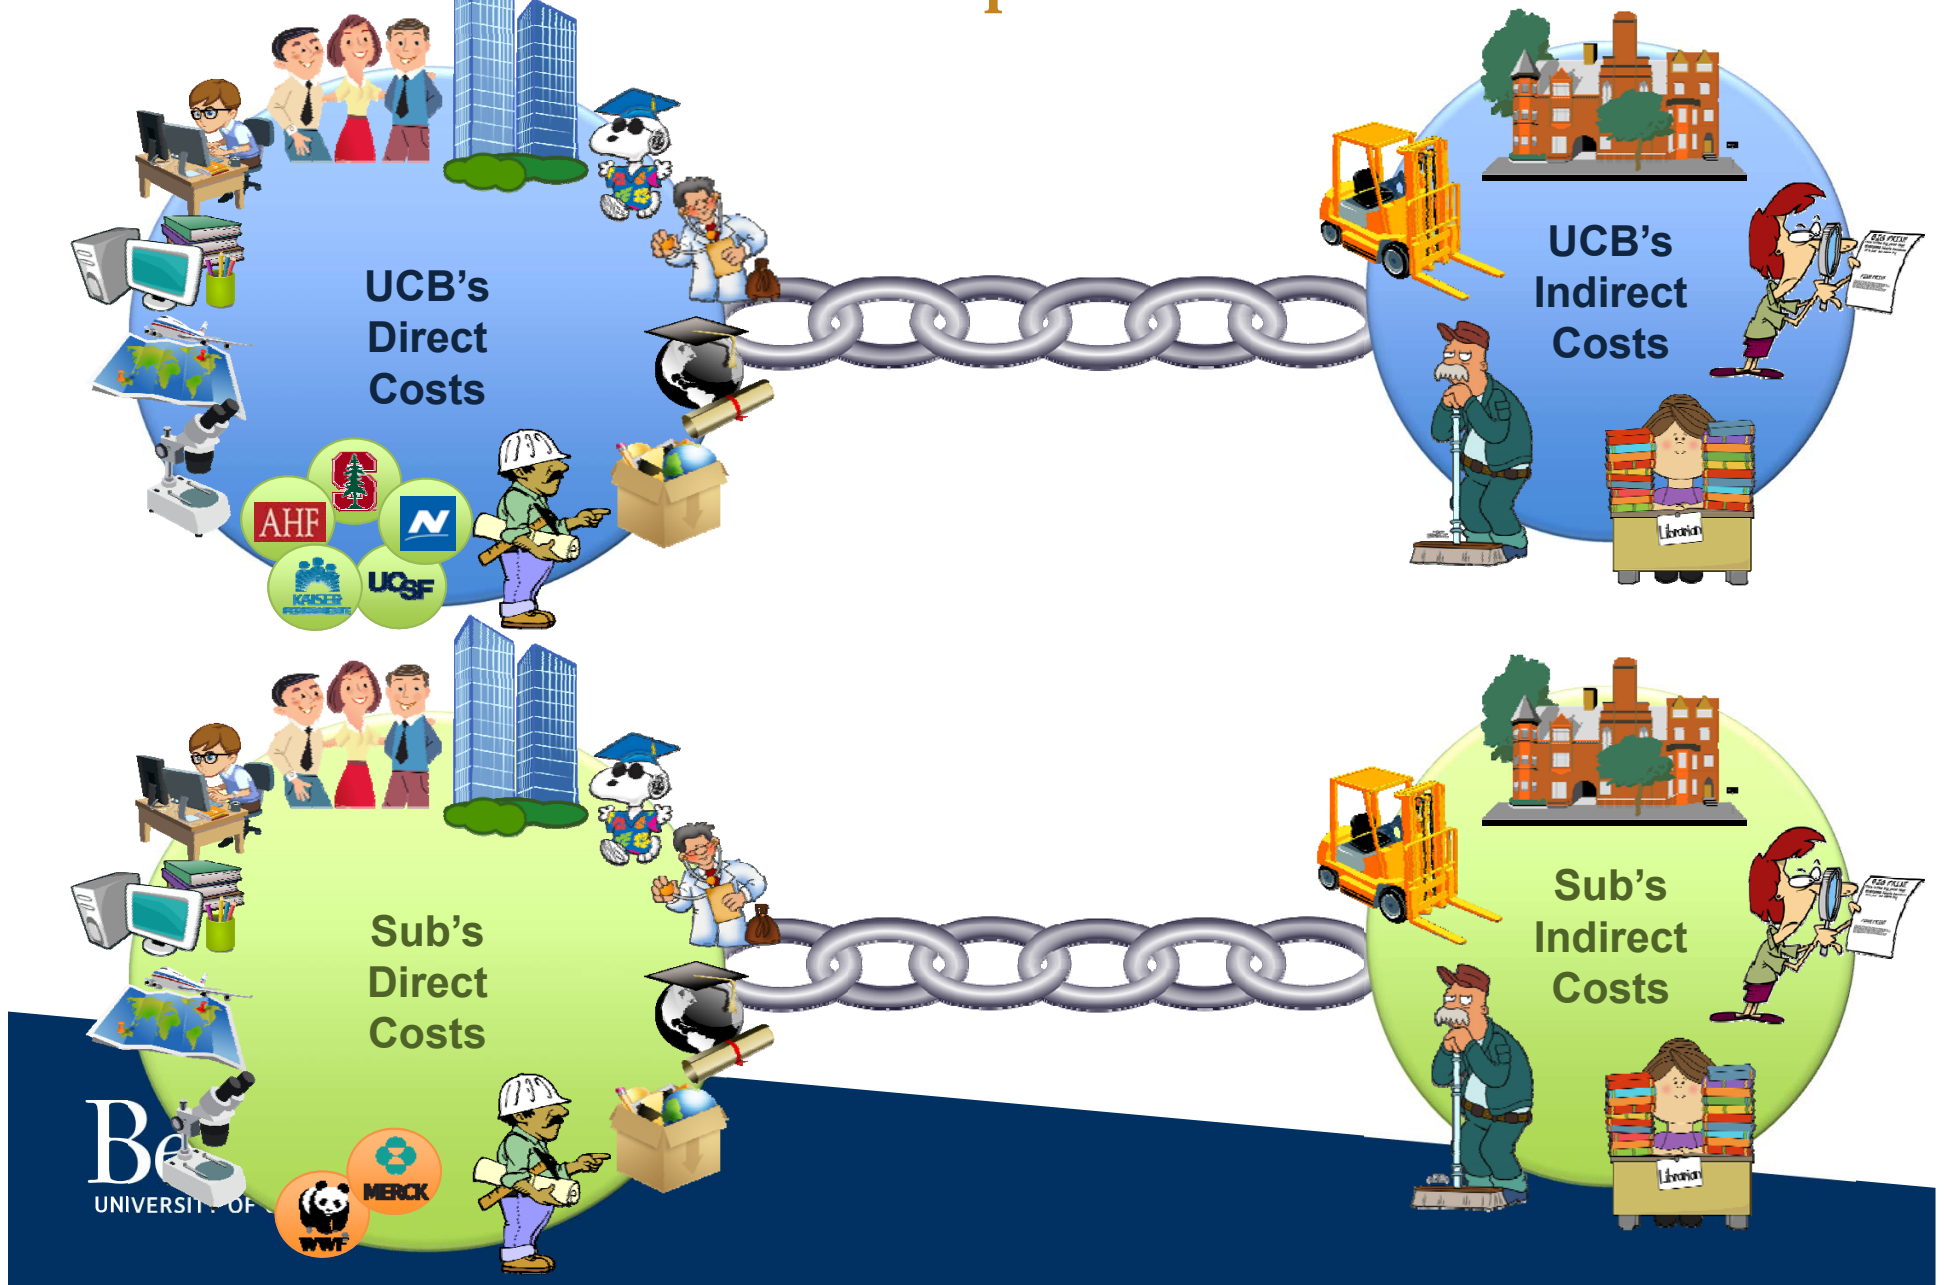 UCB's
Direct
Costs
UCB's
Indirect
Costs
AHF
S
N
KAISER
UCSF
Librarian
Sub's
Direct
Costs
Sub's
Indirect
Costs
Be
UNIVERSITY OF
MERCK
WWF
Librarian